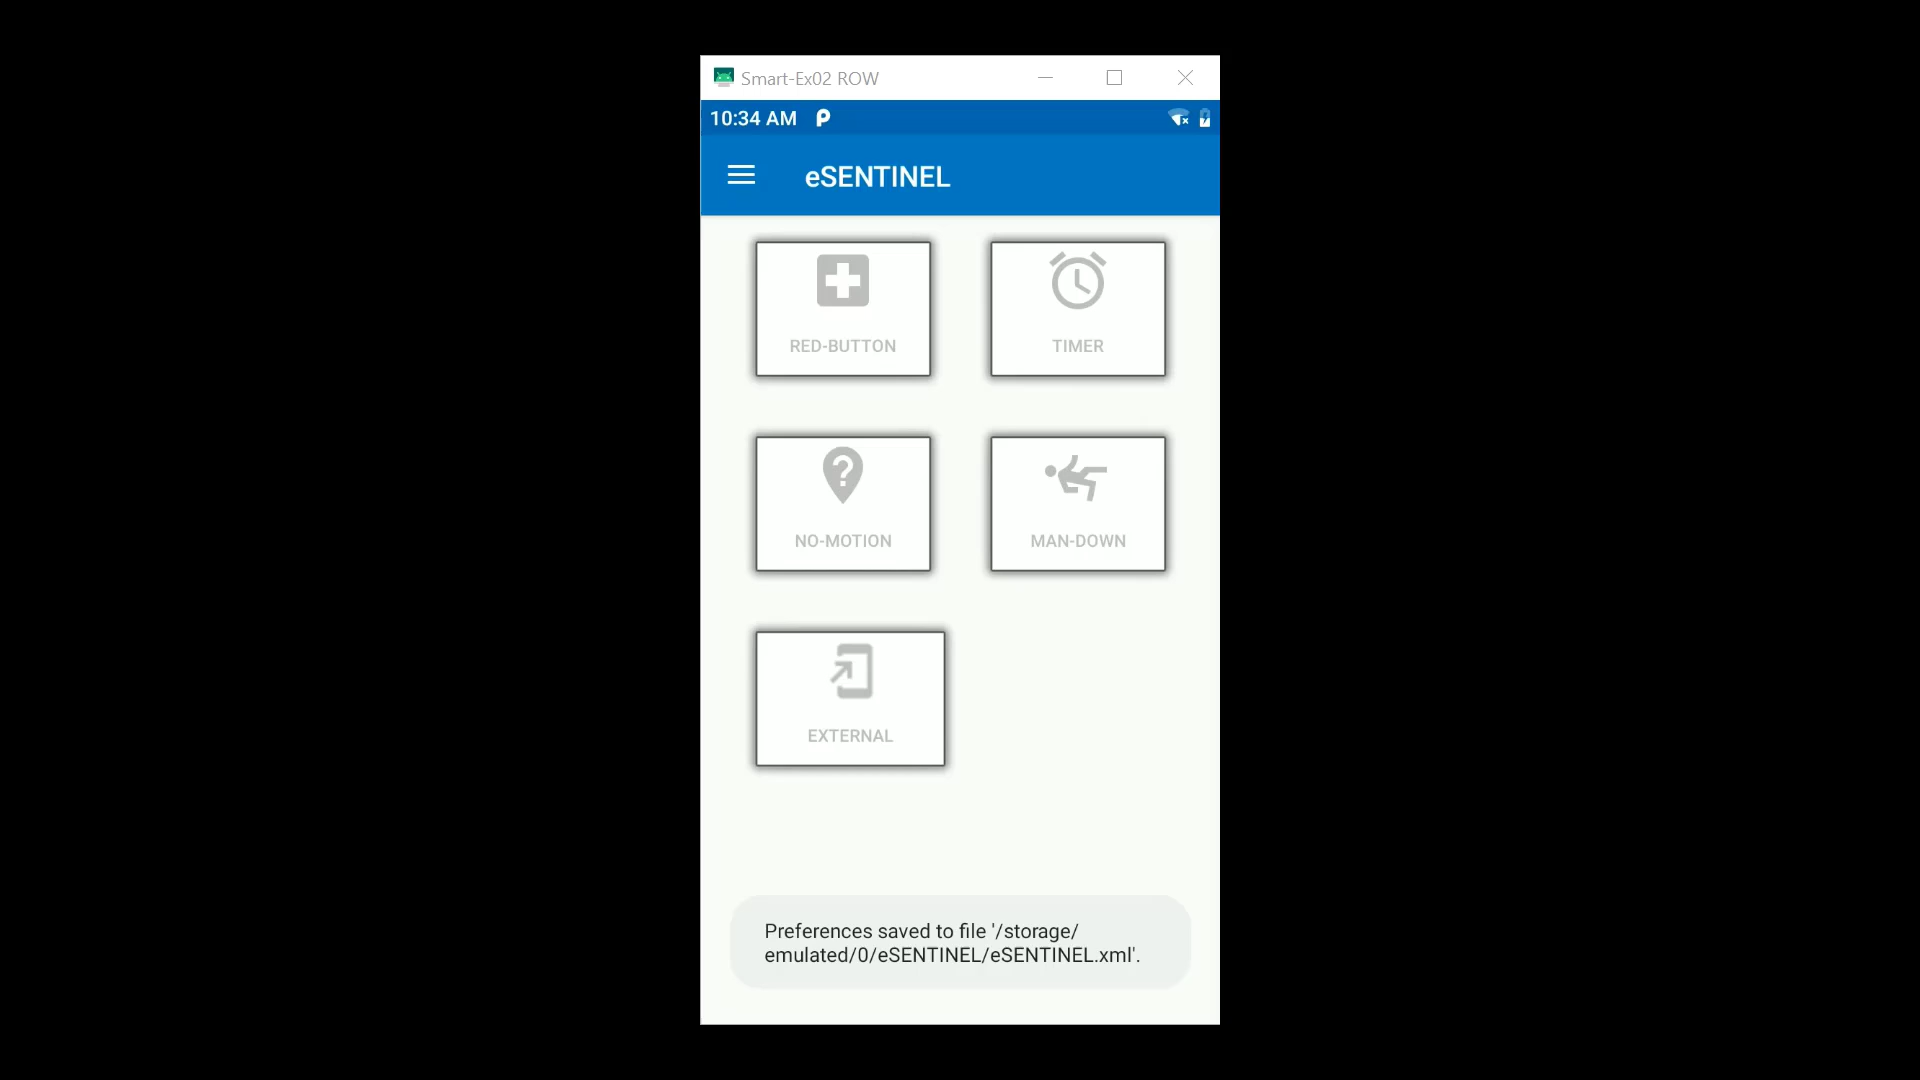 Smart-Ex02 ROW
10:34 AM
eSENTINEL
RED-BUTTON
TIMER
NO-MOTION
MAN-DOWN
EXTERNAL
Preferences saved to file '/storage/
emulated/0/eSENTINEL/eSENTINEL.xml'.